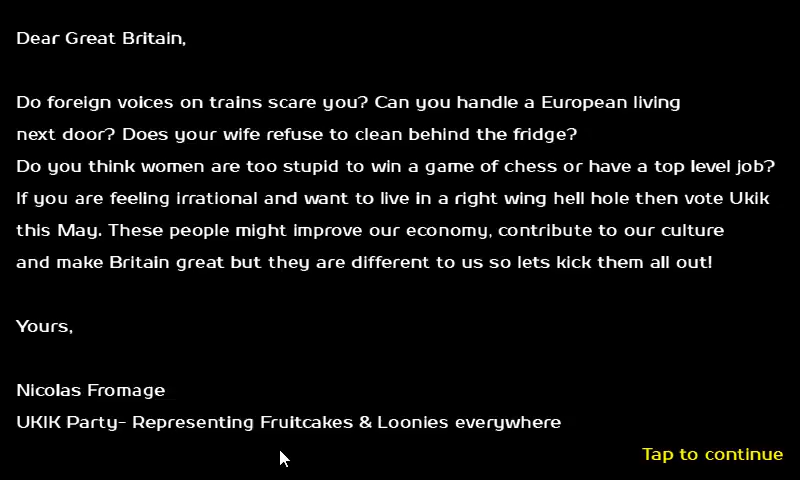 Dear Great Britain,
Do foreign voices on trains scare you? Can you handle a European living
next door? Does your wife refuse to clean behind the fridge?
Do you think women are too stupid to win a game of chess or have a top level job?
If you are feeling irrational and want to live in a right wing hell hole then vote Ukik
this May. These people might improve our economy, contribute to our culture
and make Britain great but they are different to us so lets kick them all out!
Yours,
Nicolas Fromage
UKIK Party- Representing Fruitcakes & Loonies everywhere
Tap to continue